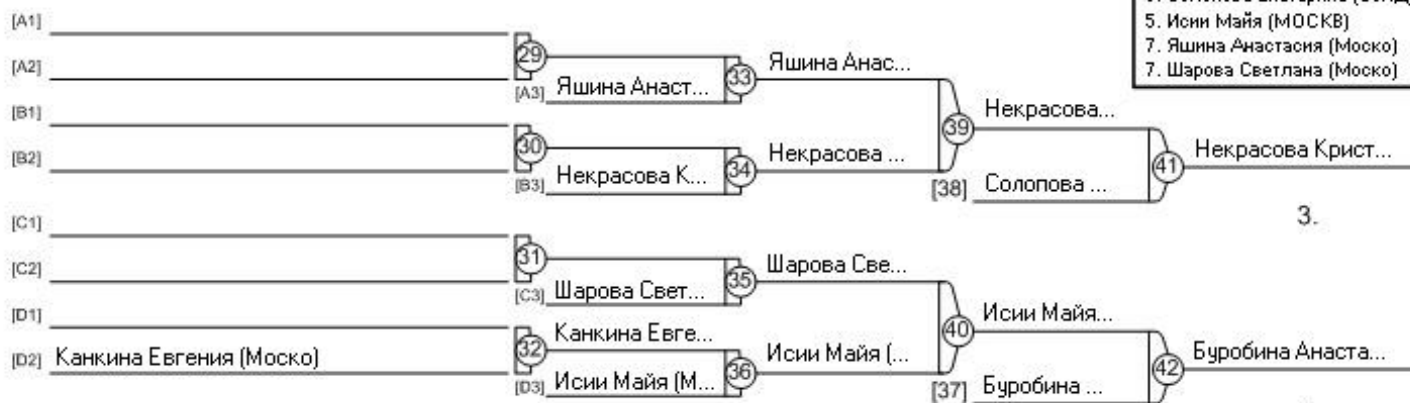 5. Исии Майя (МОСКВ)
7. Яшина Анастасия (Моско)
7. Шарова Светлана (Моско)
[A1]
29
[A2]
[A3] Яшина Анаст...
33
Яшина Анас...
[B1]
30
[B2]
[B3] Некрасова К...
34
Некрасова ...
39
Некрасова...
[38] Солопова ...
41
Некрасова Крист...
3.
[C1]
31
[C2]
[C3] Шарова Свет...
35
Шарова Све...
[D1]
32
[D2] Канкина Евгения (Моско)
Канкина Евге...
[D3] Исии Майя (М...
36
Исии Майя (...
40
Исии Майя...
[37] Буробина ...
42
Буробина Анаста...